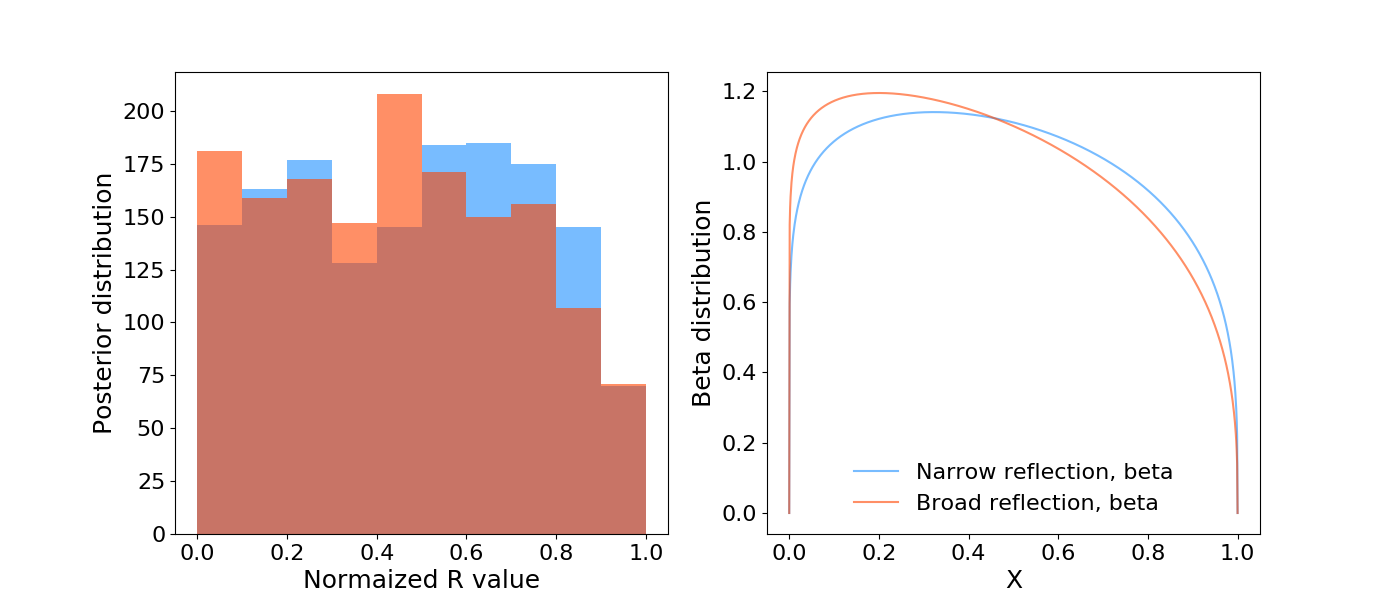 Posterior distribution
200
175
150
125
100
75
50
25
0
0.0 0.2 0.4 0.6 0.8 1.0
Normaized R value
Beta distribution
1.2
1.0
0.8
0.6
0.4
0.2
0.0
Narrow reflection, beta
Broad reflection, beta
0.0 0.2 0.4 0.6 0.8 1.0
X